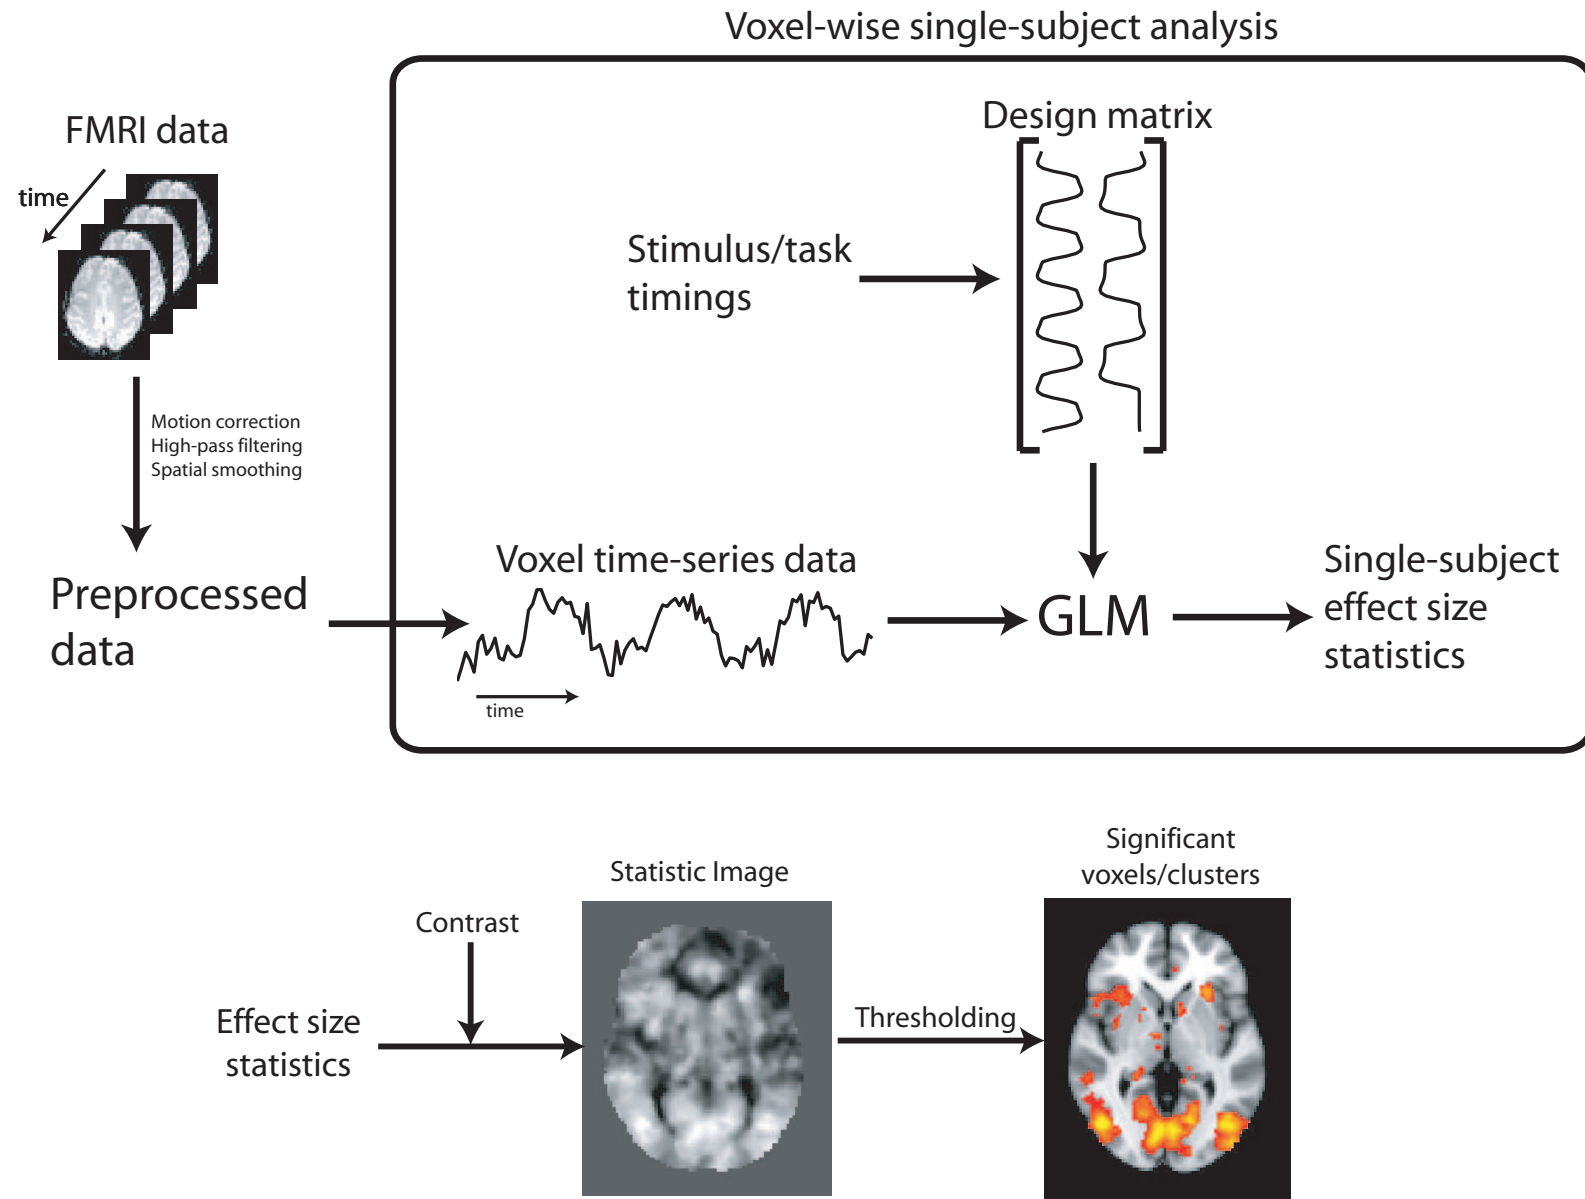 Voxel-wise single-subject analysis
FMRI data
time
Motion correction
High-pass filtering
Spatial smoothing
Preprocessed
data
Design matrix
Stimulus/task
timings
Voxel time-series data
time
GLM
Single-subject
effect size
statistics
Effect size
statistics
Contrast
Statistic Image
Thresholding
Significant
voxels/clusters